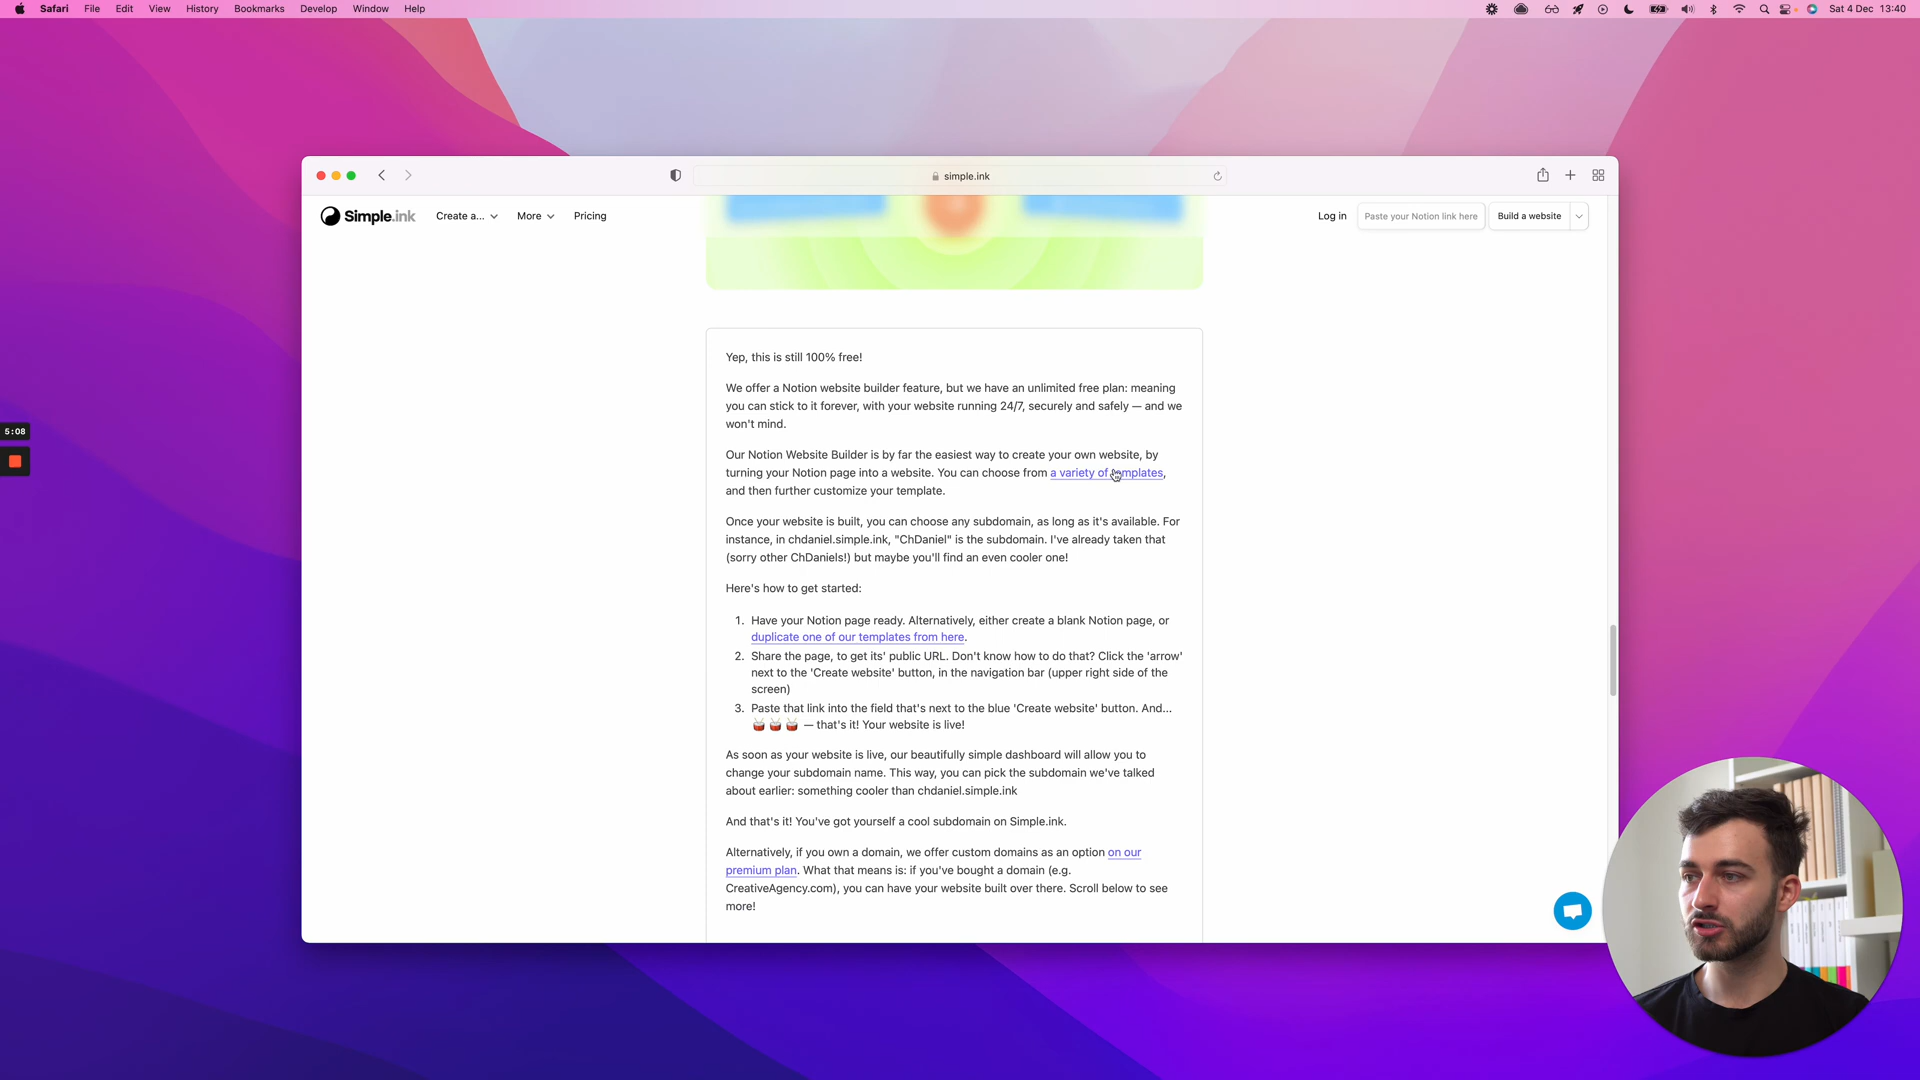 Safari File Edit View History Bookmarks Develop Window Help
Sat 4 Dec 13:40
simple.ink
Simple.ink Create a... More Pricing Log in Paste your Notion link here Build a website
Yep, this is still 100% free!
We offer a Notion website builder feature, but we have an unlimited free plan: meaning
you can stick to it forever, with your website running 24/7, securely and safely — and we
won't mind.
5:08
Our Notion Website Builder is by far the easiest way to create your own website, by
turning your Notion page into a website. You can choose from a variety of templates,
and then further customize your template.
Once your website is built, you can choose any subdomain, as long as it's available. For
instance, in chdaniel.simple.ink, "ChDaniel" is the subdomain. I've already taken that
(sorry other ChDaniels!) but maybe you'll find an even cooler one!
Here's how to get started:
1. Have your Notion page ready. Alternatively, either create a blank Notion page, or
duplicate one of our templates from here.
2. Share the page, to get its' public URL. Don't know how to do that? Click the 'arrow'
next to the 'Create website' button, in the navigation bar (upper right side of the
screen)
3. Paste that link into the field that's next to the blue 'Create website' button. And...
🥁 🥁 🥁 — that's it! Your website is live!
As soon as your website is live, our beautifully simple dashboard will allow you to
change your subdomain name. This way, you can pick the subdomain we've talked
about earlier: something cooler than chdaniel.simple.ink
And that's it! You've got yourself a cool subdomain on Simple.ink.
Alternatively, if you own a domain, we offer custom domains as an option on our
premium plan. What that means is: if you've bought a domain (e.g.
CreativeAgency.com), you can have your website built over there. Scroll below to see
more!